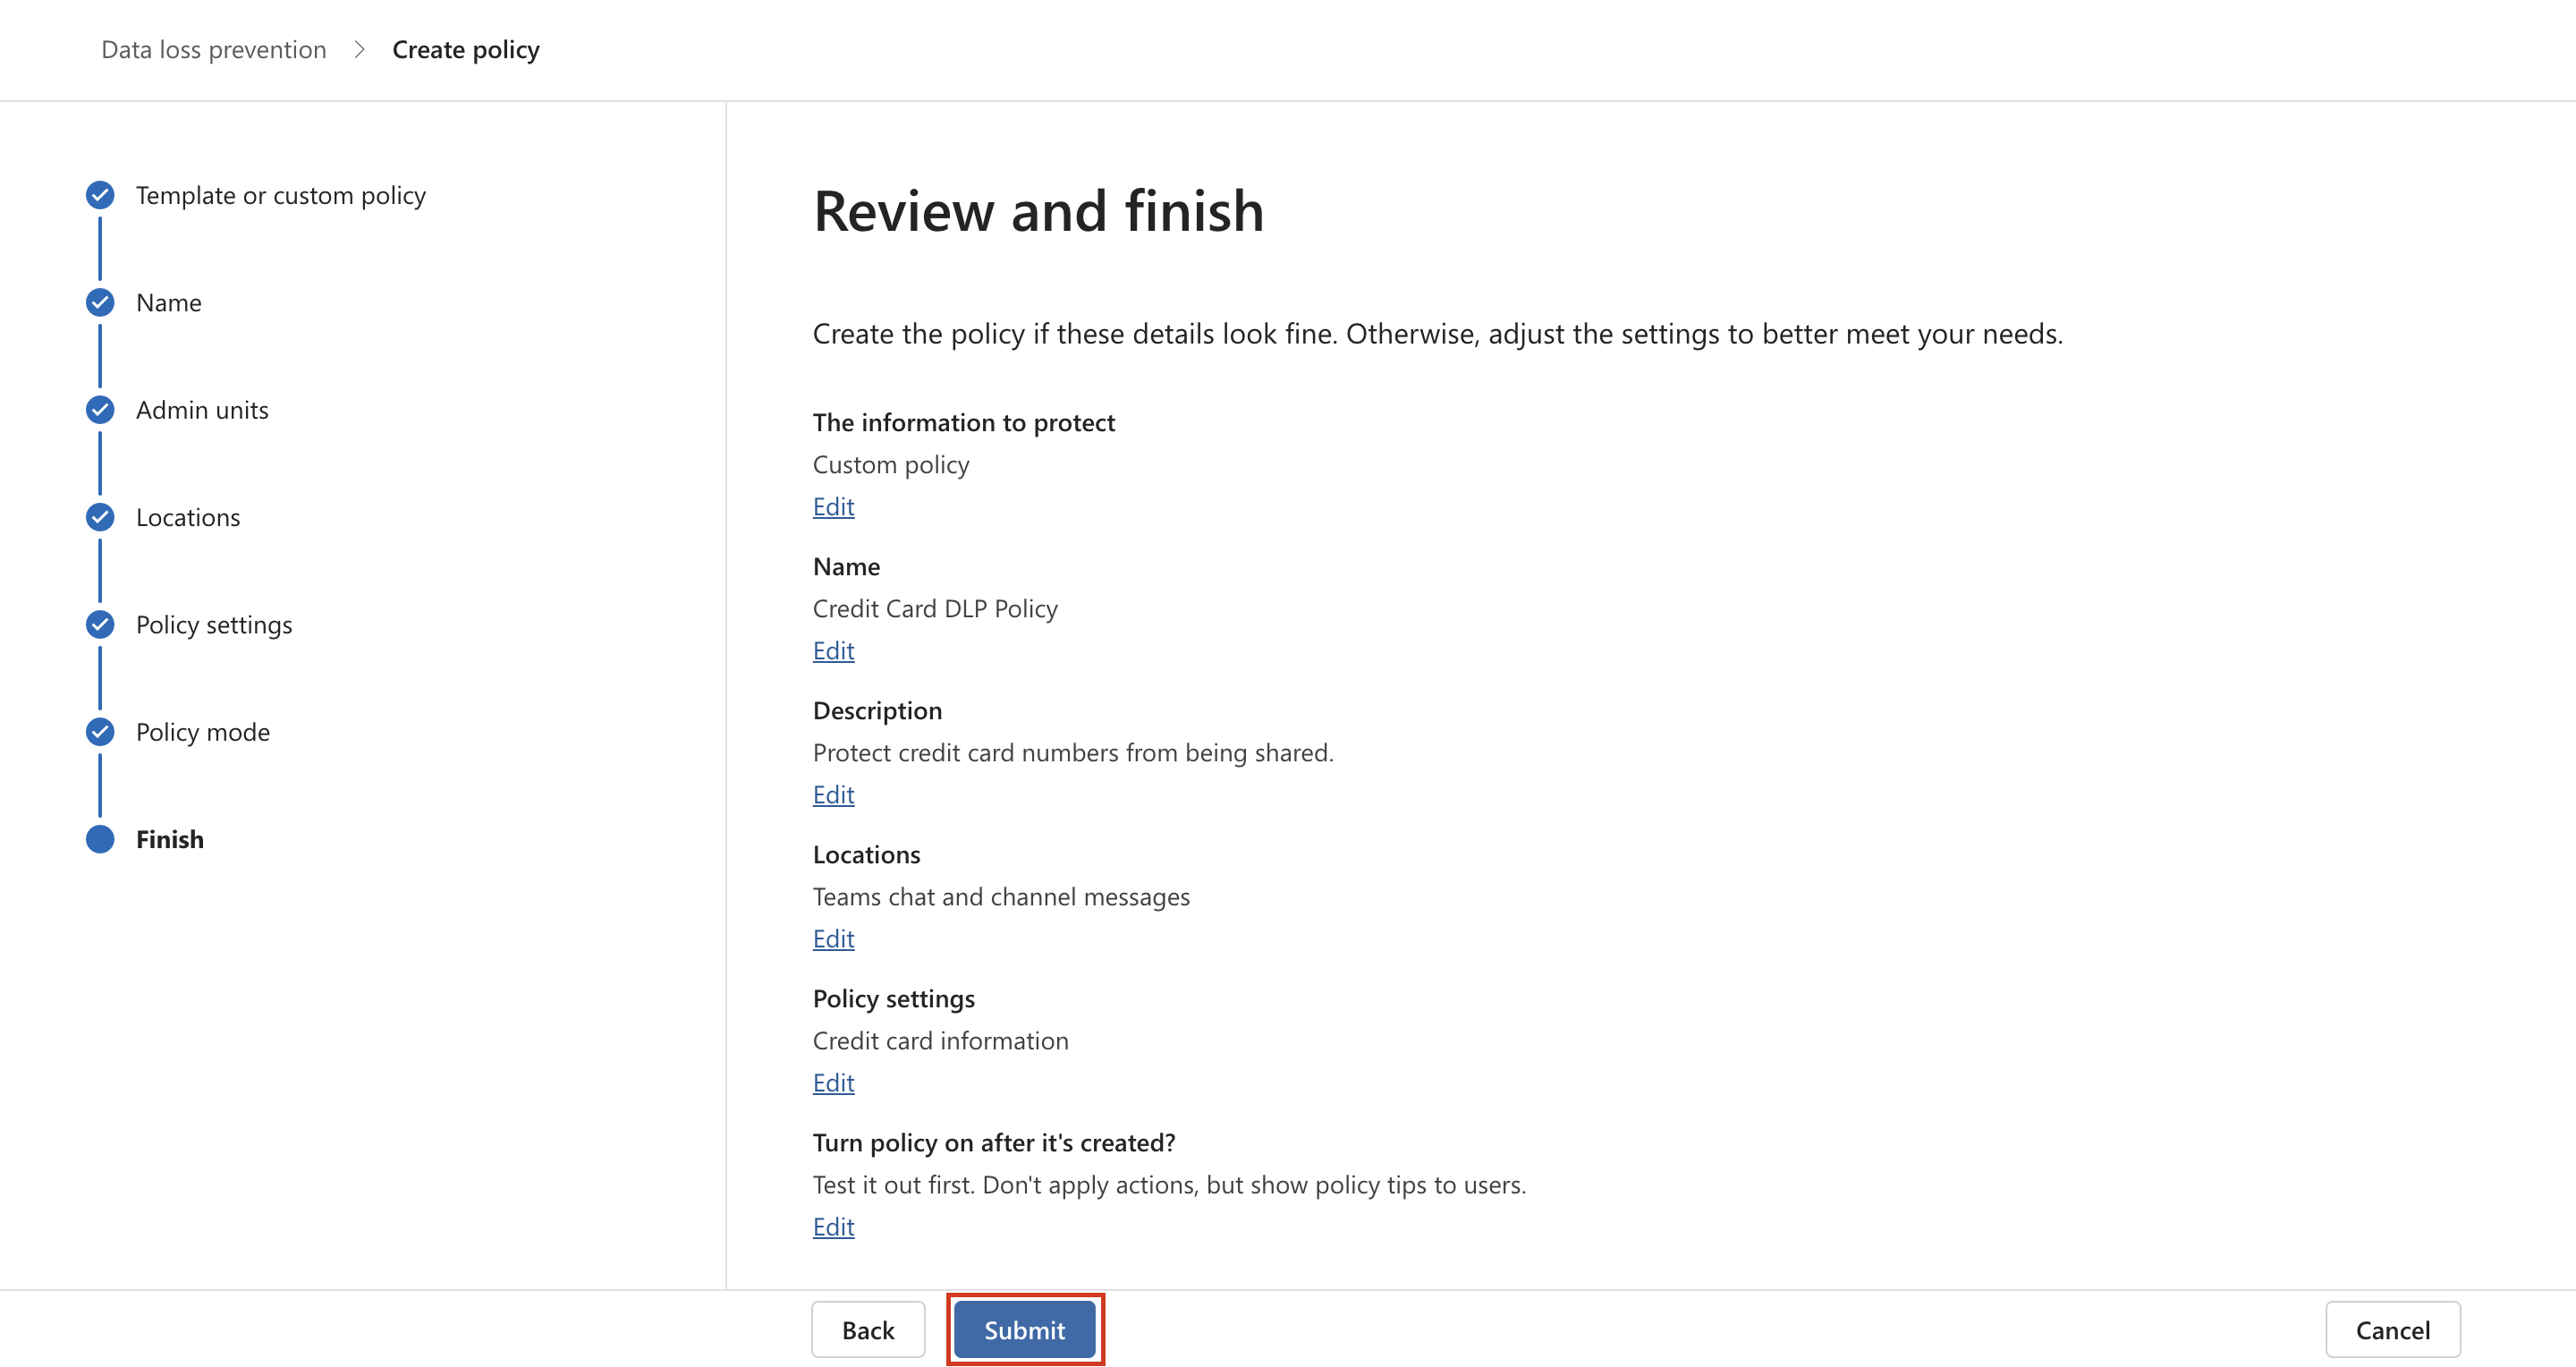 Data loss prevention > Create policy
Template or custom policy
Name
Admin units
Locations
Policy settings
Policy mode
Finish
Review and finish
Create the policy if these details look fine. Otherwise, adjust the settings to better meet your needs.
The information to protect
Custom policy
Edit
Name
Credit Card DLP Policy
Edit
Description
Protect credit card numbers from being shared.
Edit
Locations
Teams chat and channel messages
Edit
Policy settings
Credit card information
Edit
Turn policy on after it's created?
Test it out first. Don't apply actions, but show policy tips to users.
Edit
Back Submit Cancel